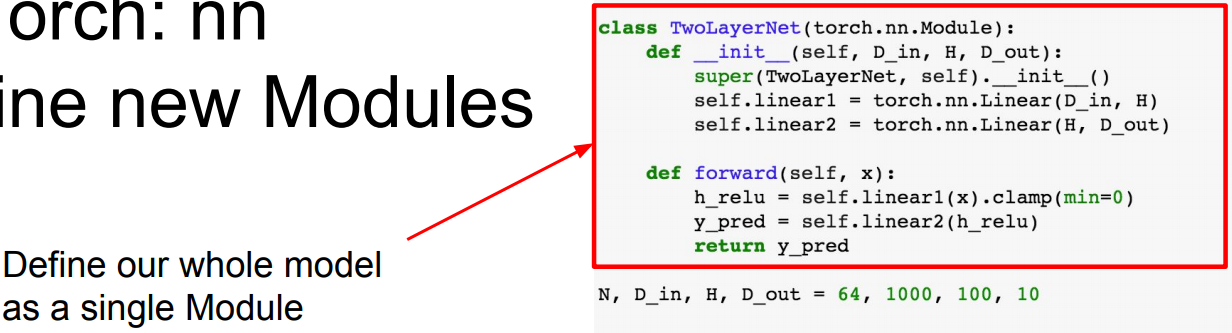 orch: nn
ine new Modules
Define our whole model
as a single Module
class TwoLayerNet(torch.nn.Module):
    def __init__(self, D_in, H, D_out):
        super(TwoLayerNet, self).__init__()
        self.linear1 = torch.nn.Linear(D_in, H)
        self.linear2 = torch.nn.Linear(H, D_out)

    def forward(self, x):
        h_relu = self.linear1(x).clamp(min=0)
        y_pred = self.linear2(h_relu)
        return y_pred

N, D_in, H, D_out = 64, 1000, 100, 10